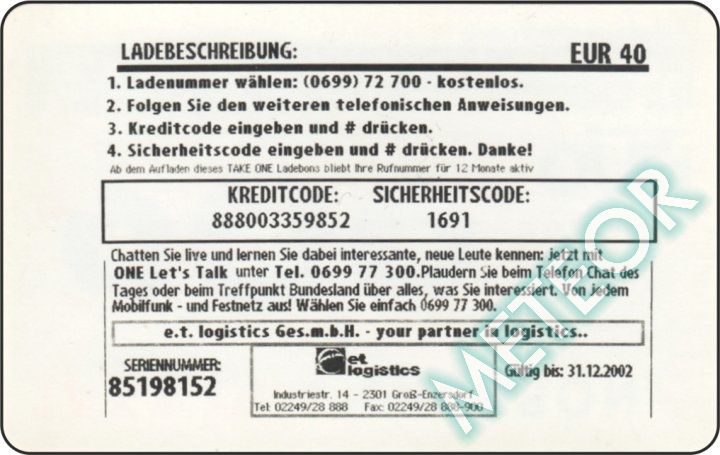 LADEBESCHREIBUNG: EUR 40
1. Ladenummer wählen: (0699) 72 700 - kostenlos.
2. Folgen Sie den weiteren telefonischen Anweisungen.
3. Kreditcode eingeben und # drücken.
4. Sicherheitscode eingeben und # drücken. Danke!
Ab dem Aufladen dieses TAKE ONE Ladebons bliebt Ihre Rufnummer für 12 Monate aktiv
KREDITCODE: SICHERHEITSCODE:
888003359852 1691
Chatten Sie live und lernen Sie dabei interessante, neue Leute kennen: jetzt mit
ONE Let's Talk unter Tel. 0699 77 300.Plaudern Sie beim Telefon Chat des
Tages oder beim Treffpunkt Bundesland über alles, was Sie interessiert. Von jedem
Mobilfunk - und Festnetz aus! Wählen Sie einfach 0699 77 300.
e.t. logistics Ges.m.b.H. - your partner in logistics..
SERIENNUMMER:
85198152
et
logistics
Industriestr. 14 - 2301 Groß-Enzersdorf
Tel: 02249/28 888 Fax: 02249/28 888-900
Gültig bis: 31.12.2002
METEOR